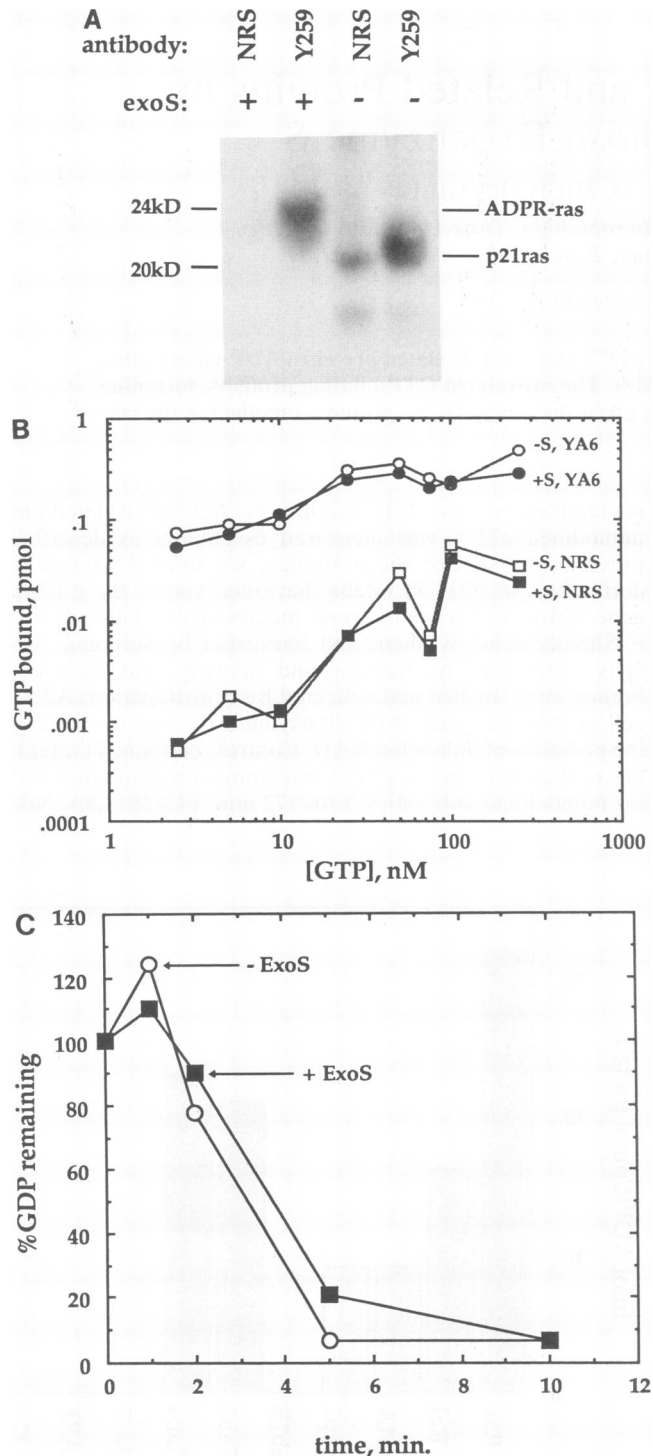 A
antibody: NRS Y259 NRS Y259
exoS: + + - -
24kD
ADPR-ras
20kD
p21ras
B
1
.1
.01
.001
.0001
GTP bound, pmol
-S, YA6
+S, YA6
-S, NRS
+S, NRS
1 10 100 1000
[GTP], nM
C
140
120
100
80
60
40
20
0
%GDP remaining
- ExoS
+ ExoS
0 2 4 6 8 10 12
time, min.